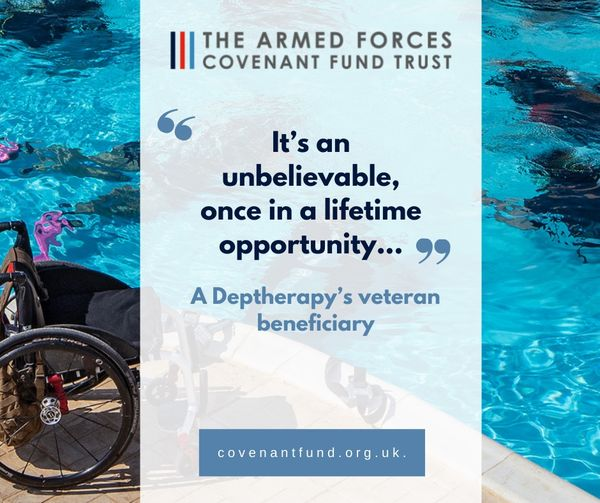 THE ARMED FORCES
COVENANT FUND TRUST
“
It’s an
unbelievable,
once in a lifetime
opportunity...
”
A Deptherapy’s veteran
beneficiary
covenantfund.org.uk.